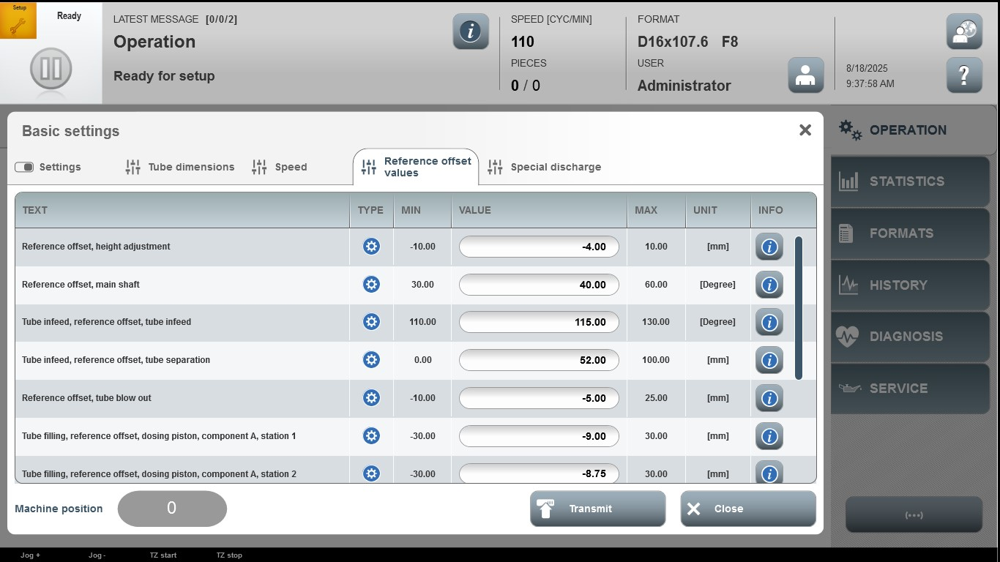 Setup
Ready
LATEST MESSAGE [0/0/2]
Operation
Ready for setup
SPEED [CYC/MIN]
110
PIECES
0 / 0
FORMAT
D16x107.6 F8
USER
Administrator
8/18/2025
9:37:58 AM
?
Basic settings
Settings
Tube dimensions
Speed
Reference offset
values
Special discharge
TEXT TYPE MIN VALUE MAX UNIT INFO
Reference offset, height adjustment -10.00 -4.00 10.00 [mm] i
Reference offset, main shaft 30.00 40.00 60.00 [Degree] i
Tube infeed, reference offset, tube infeed 110.00 115.00 130.00 [Degree] i
Tube infeed, reference offset, tube separation 0.00 52.00 100.00 [mm] i
Reference offset, tube blow out -10.00 -5.00 25.00 [mm] i
Tube filling, reference offset, dosing piston, component A, station 1 -30.00 -9.00 30.00 [mm] i
Tube filling, reference offset, dosing piston, component A, station 2 -30.00 -8.75 30.00 [mm] i
Machine position 0
Transmit
Close
OPERATION
STATISTICS
FORMATS
HISTORY
DIAGNOSIS
SERVICE
(...)
Jog + Jog - TZ start TZ stop